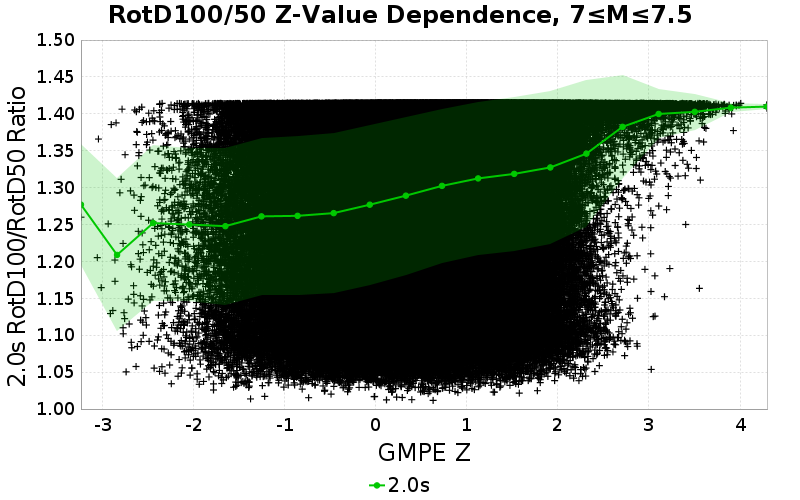 RotD100/50 Z-Value Dependence, 7≤M≤7.5
2.0s RotD100/RotD50 Ratio
1.50
1.45
1.40
1.35
1.30
1.25
1.20
1.15
1.10
1.05
1.00
-3 -2 -1 0 1 2 3 4
GMPE Z
2.0s